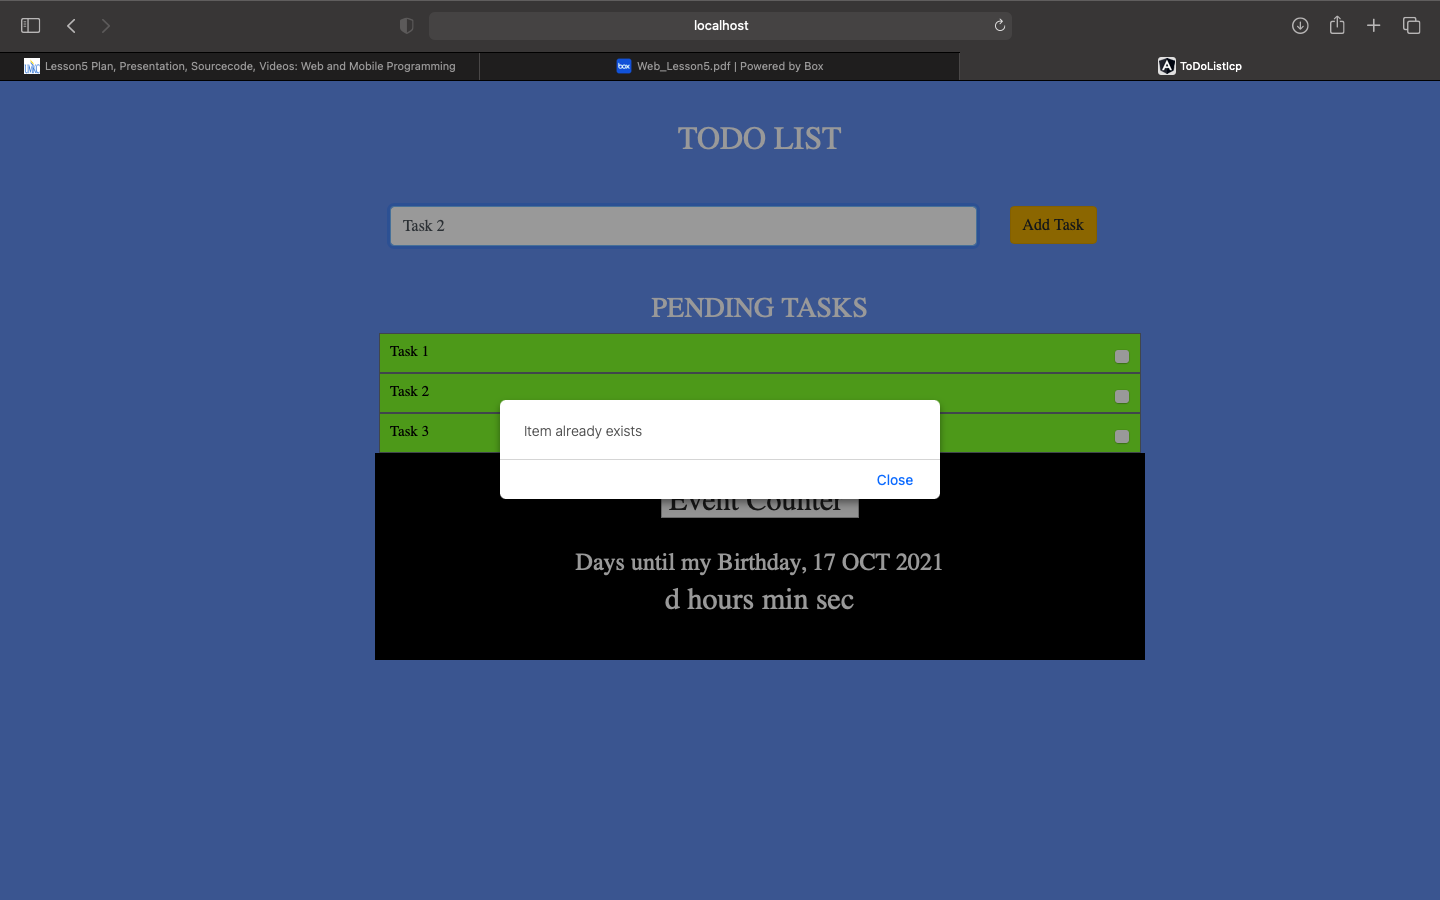 localhost
Lesson5 Plan, Presentation, Sourcecode, Videos: Web and Mobile Programming
box Web_Lesson5.pdf | Powered by Box
ToDoListIcp
TODO LIST
Task 2
Add Task
PENDING TASKS
Task 1
Task 2
Task 3
Item already exists
Close
Event Counter
Days until my Birthday, 17 OCT 2021
d hours min sec